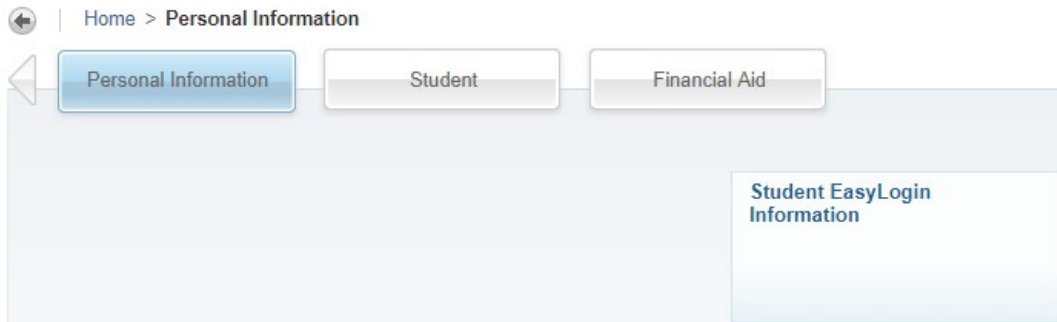 Home > Personal Information
Personal Information Student Financial Aid
Student EasyLogin
Information